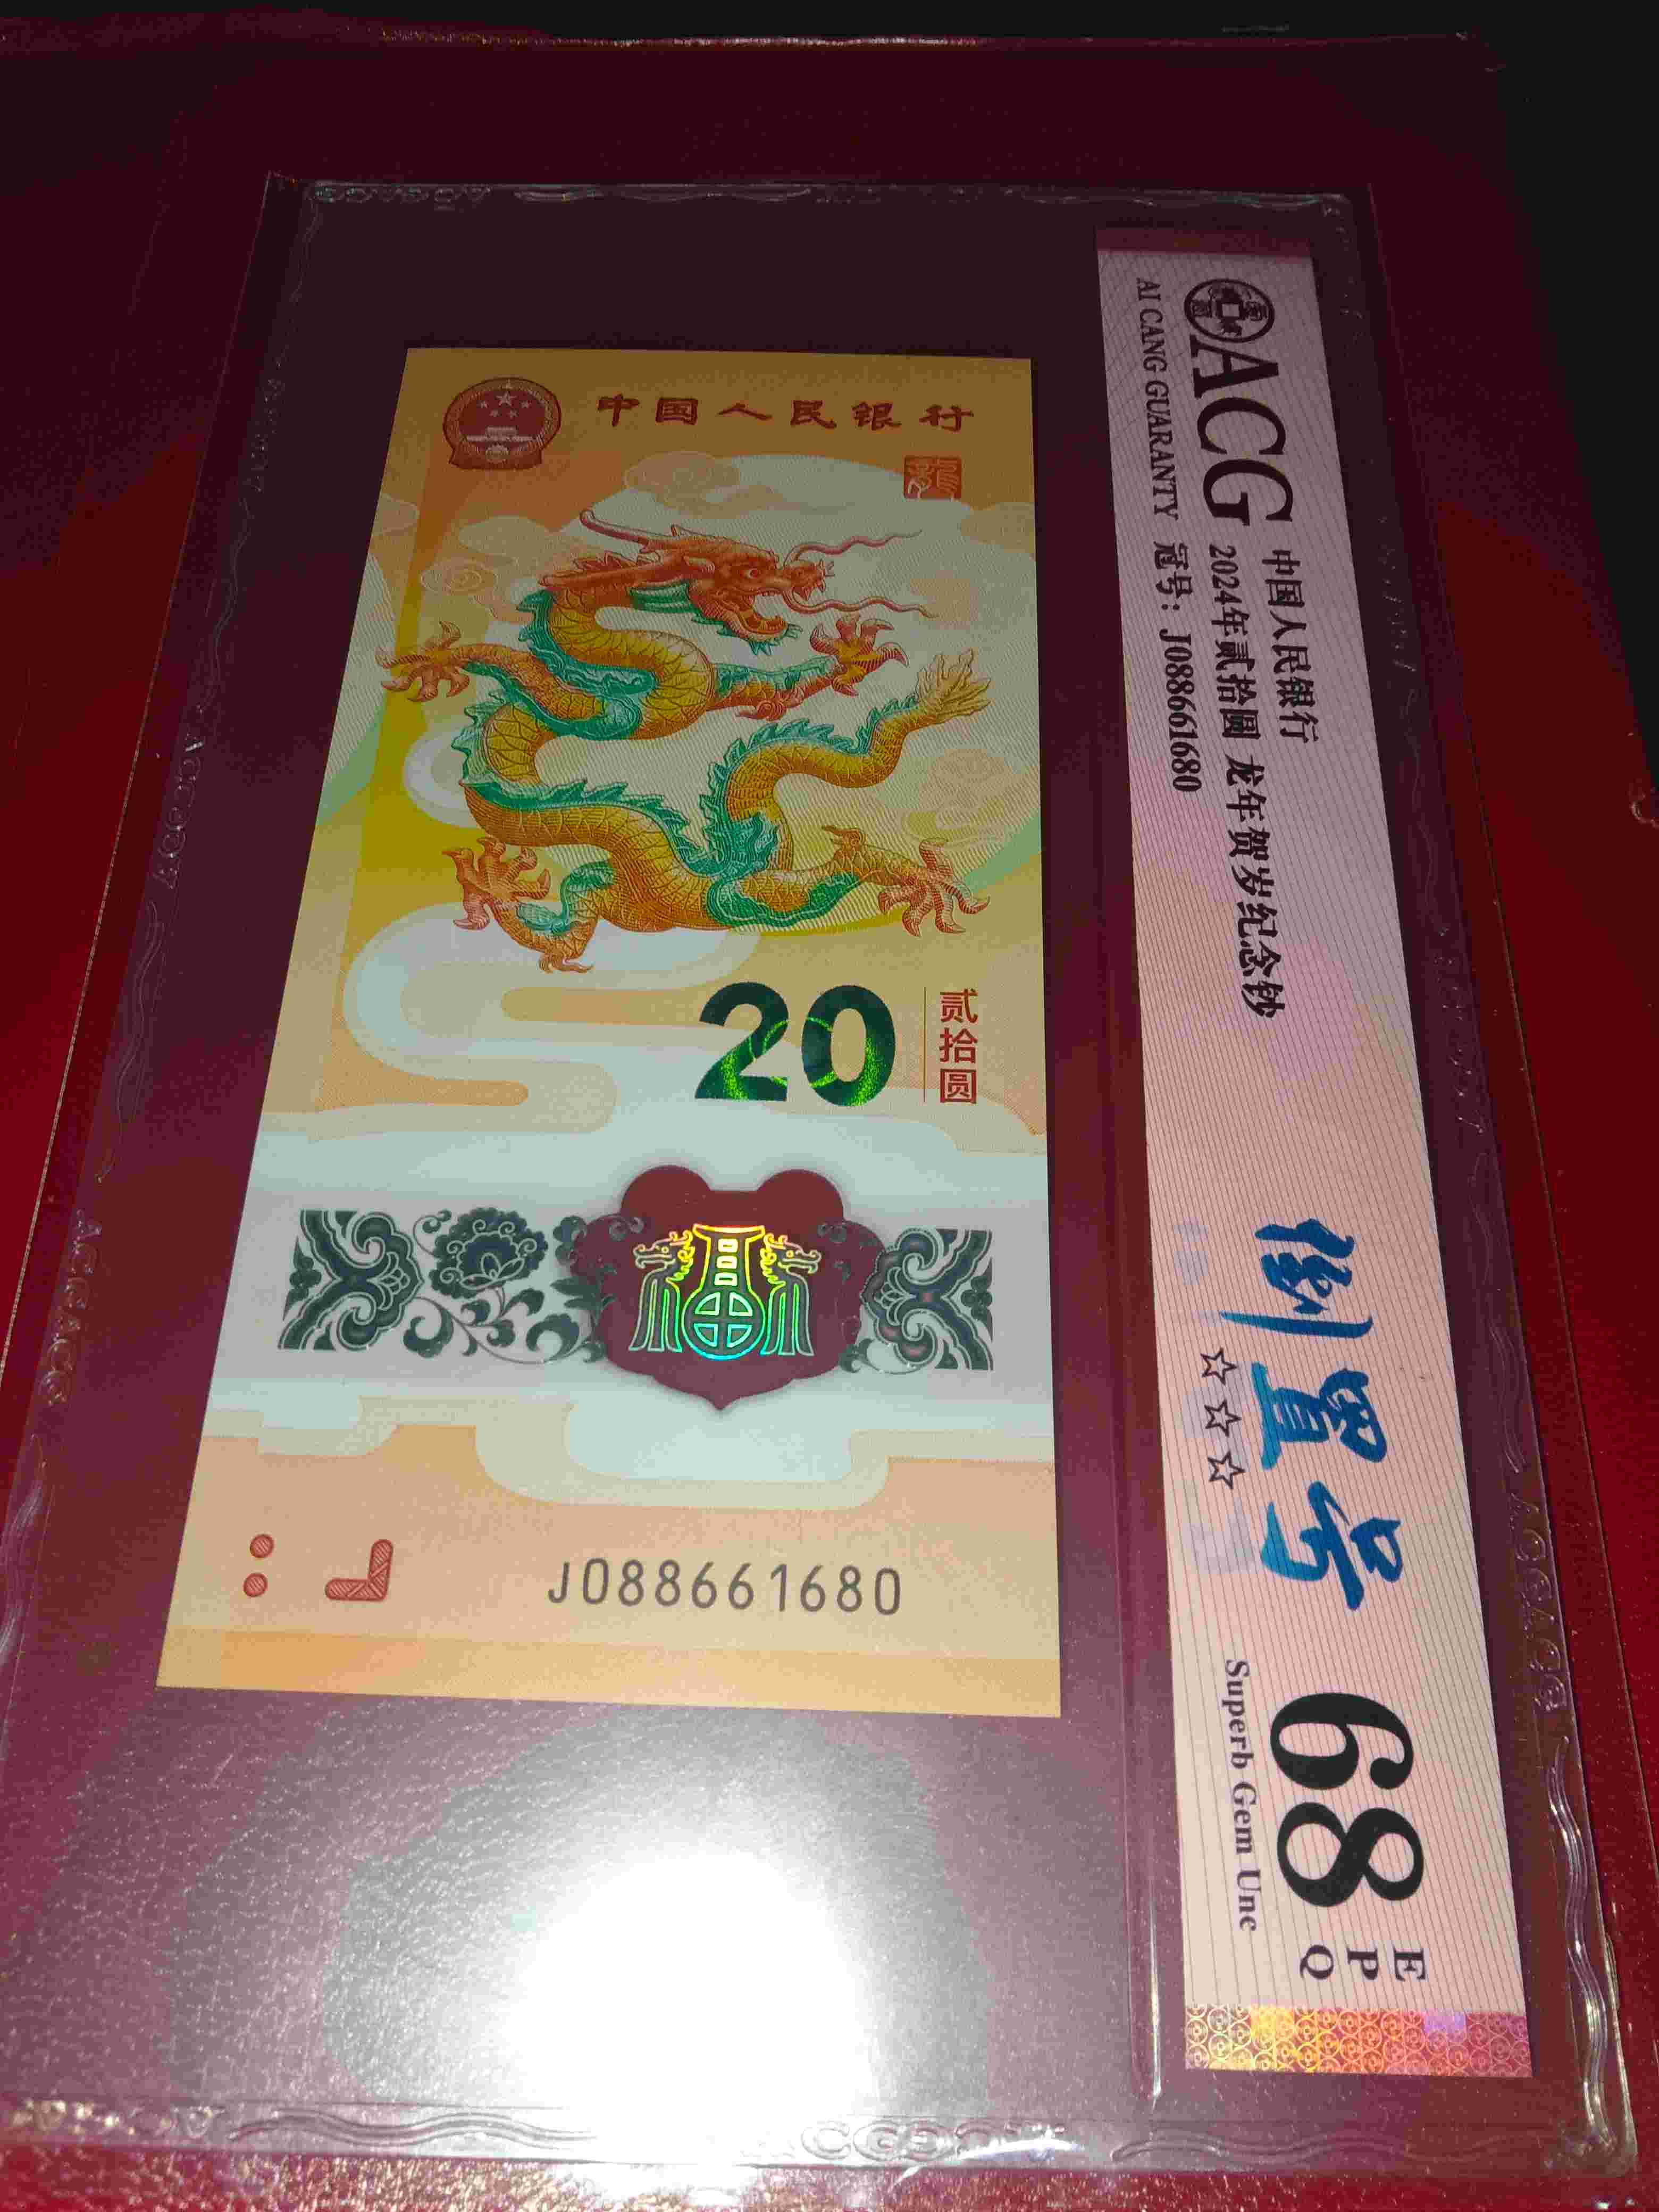 中国人民银行
龍
20
贰拾圆
J088661680
ACG
AI CANG GUARANTY
中国人民银行
2024年贰拾圆 龙年贺岁纪念钞
冠号：J088661680
倒置号
☆☆☆
68
E
P
Q
Superb Gem Unc